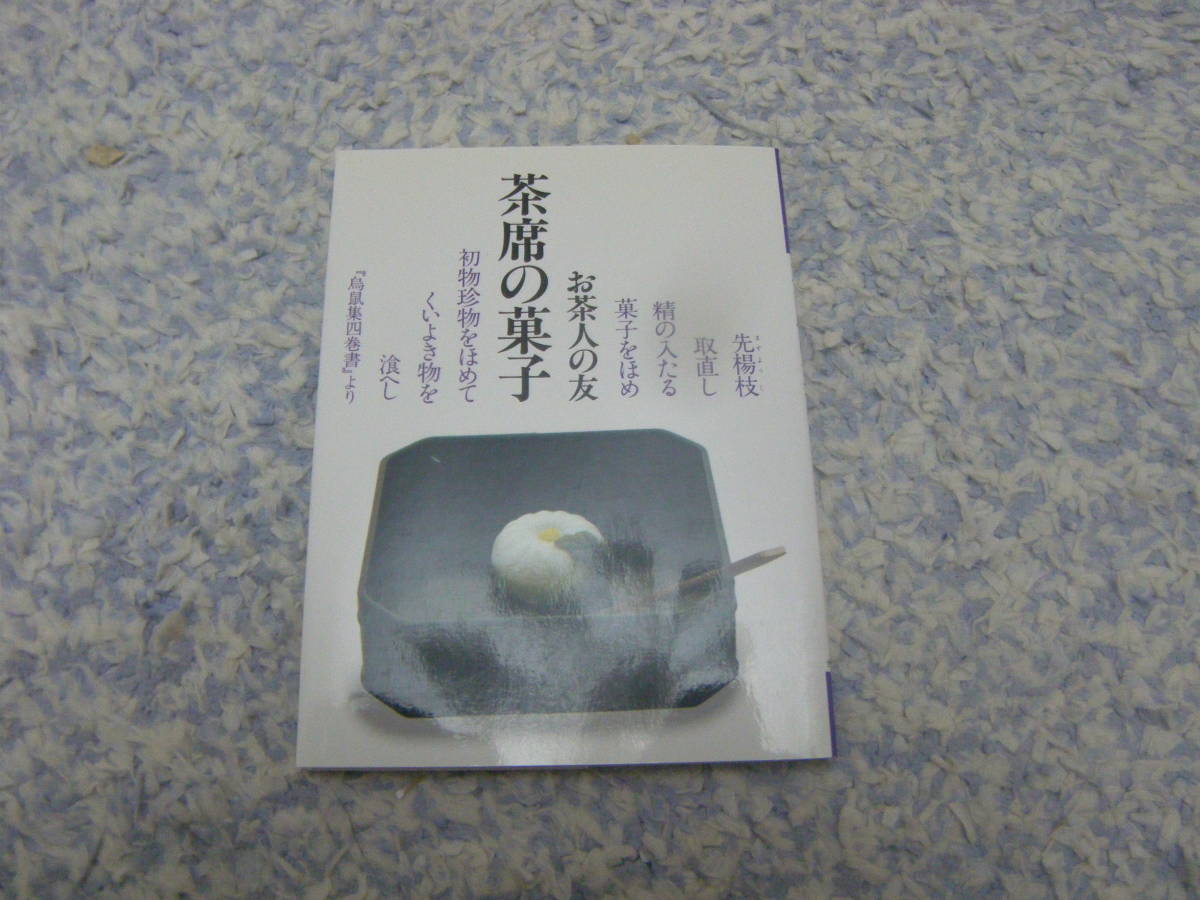 先楊枝
取直し
精の入たる
菓子をほめ
お茶人の友
茶席の菓子
初物珍物をほめて
くいよき物を
飡へし
『烏鼠集四巻書』より